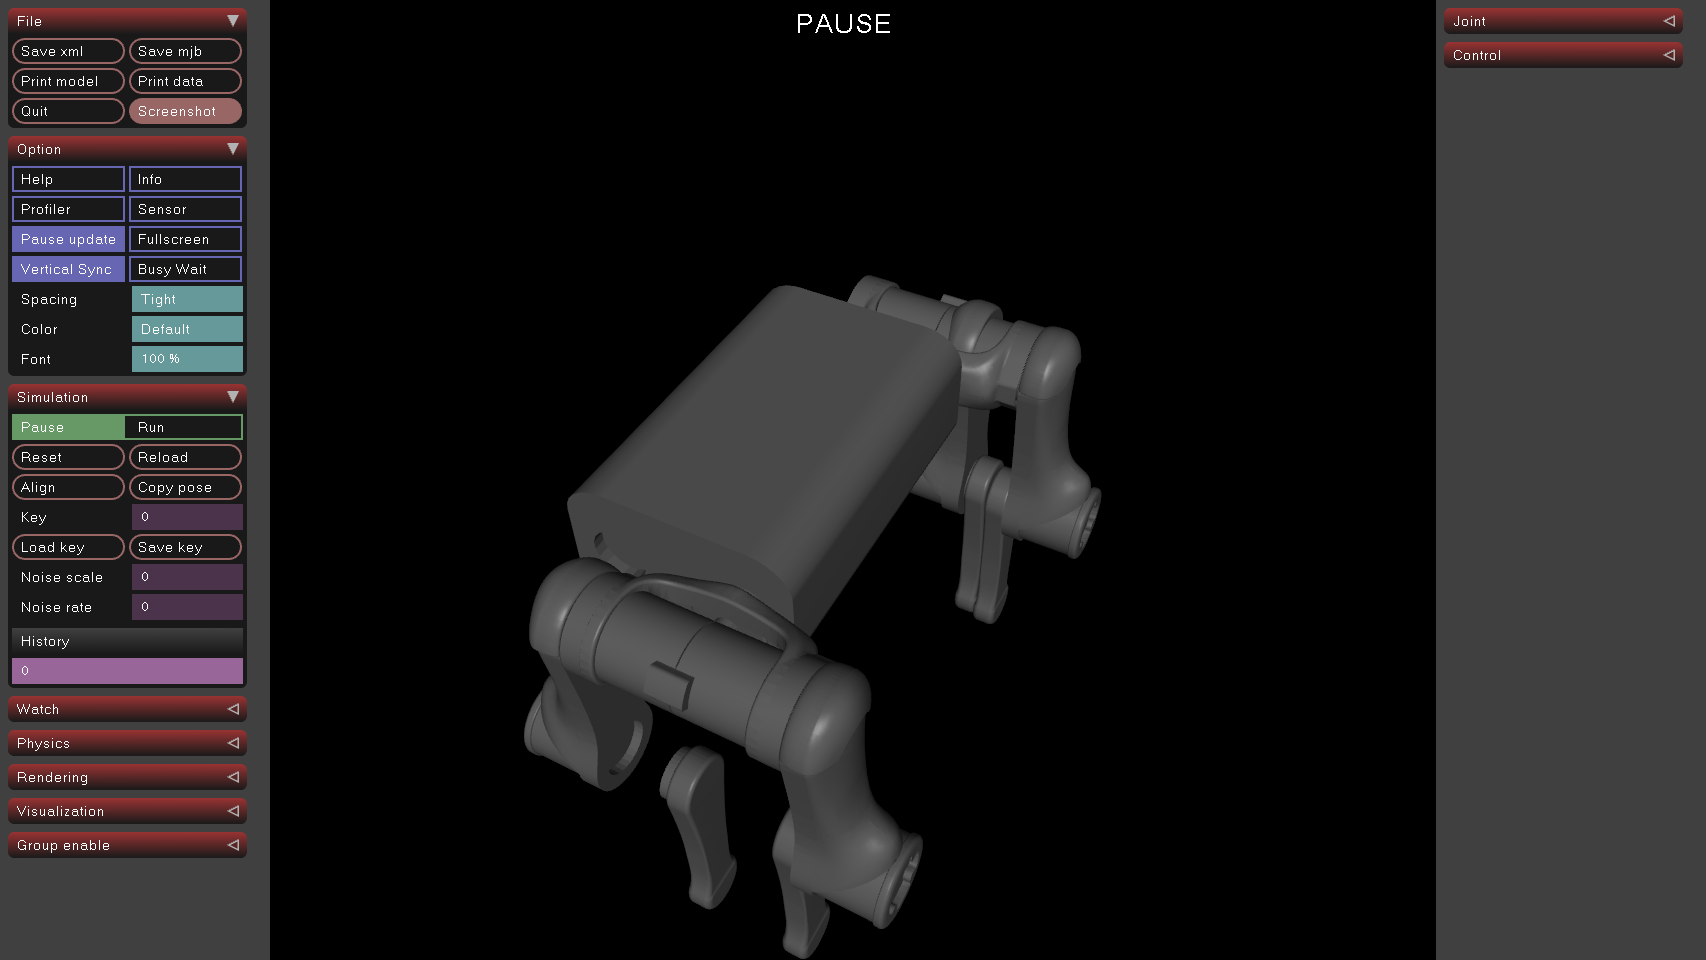 File
Save xml Save mjb
Print model Print data
Quit Screenshot
Option
Help Info
Profiler Sensor
Pause update Fullscreen
Vertical Sync Busy Wait
Spacing Tight
Color Default
Font 100 %
Simulation
Pause Run
Reset Reload
Align Copy pose
Key 0
Load key Save key
Noise scale 0
Noise rate 0
History
0
Watch
Physics
Rendering
Visualization
Group enable
PAUSE
Joint
Control